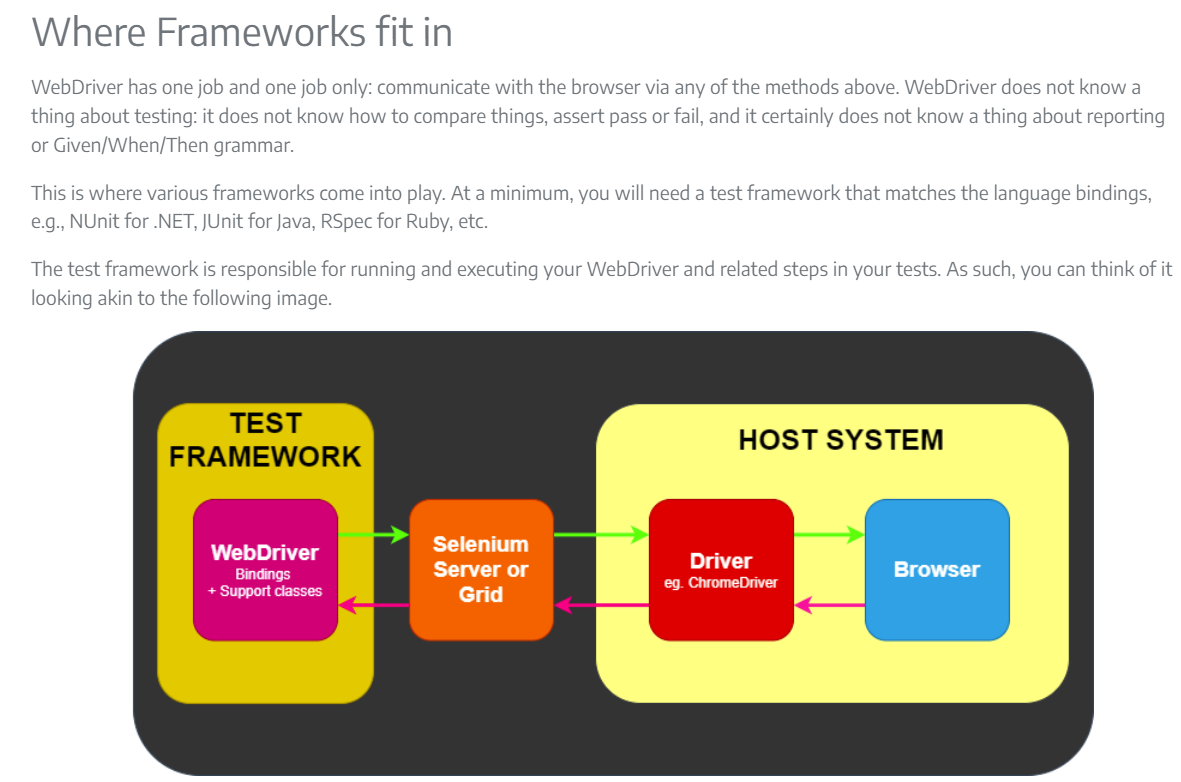 Where Frameworks fit in
WebDriver has one job and one job only: communicate with the browser via any of the methods above. WebDriver does not know a
thing about testing: it does not know how to compare things, assert pass or fail, and it certainly does not know a thing about reporting
or Given/When/Then grammar.
This is where various frameworks come into play. At a minimum, you will need a test framework that matches the language bindings,
e.g., NUnit for .NET, JUnit for Java, RSpec for Ruby, etc.
The test framework is responsible for running and executing your WebDriver and related steps in your tests. As such, you can think of it
looking akin to the following image.
TEST
FRAMEWORK
WebDriver
Bindings
+ Support classes
Selenium
Server or
Grid
HOST SYSTEM
Driver
eg. ChromeDriver
Browser